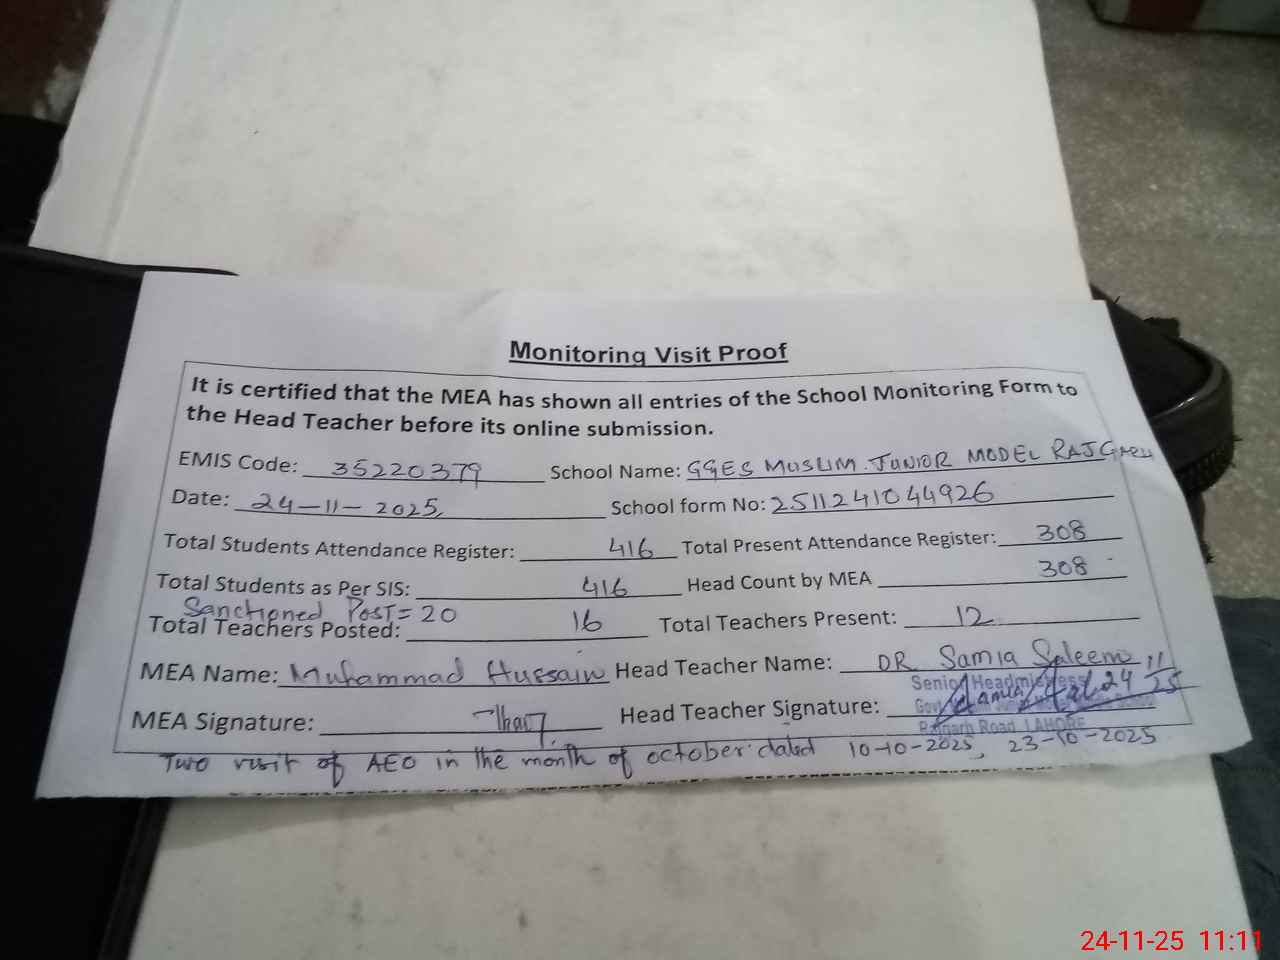 Monitoring Visit Proof
It is certified that the MEA has shown all entries of the School Monitoring Form to
the Head Teacher before its online submission.
EMIS Code: 35220379 School Name: GGES MUSLIM JUNIOR MODEL RAJGARH
Date: 24-11-2025 School form No: 2511241044926
Total Students Attendance Register: 416 Total Present Attendance Register: 308
Total Students as Per SIS: 416 Head Count by MEA 308
Sanctioned Post=20
Total Teachers Posted: 16 Total Teachers Present: 12
MEA Name: Muhammad Hussain Head Teacher Name: DR Samia Saleem
MEA Signature: Head Teacher Signature:
Senior Headmistress
Junior
Rajgarh Road LAHORE
24 11 25
Two visit of AEO in the month of october dated 10-10-2025, 23-10-2025
24-11-25 11:11